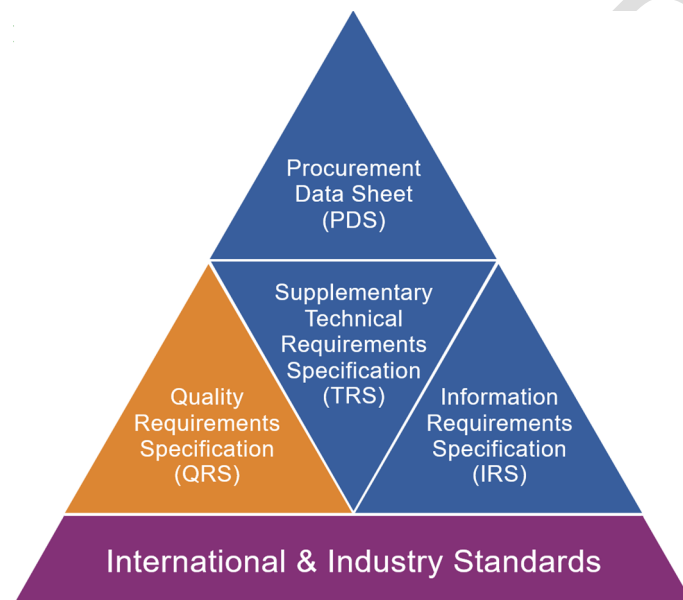 Procurement
Data Sheet
(PDS)
Supplementary
Technical
Requirements
Specification
(TRS)
Quality
Requirements
Specification
(QRS)
Information
Requirements
Specification
(IRS)
International & Industry Standards